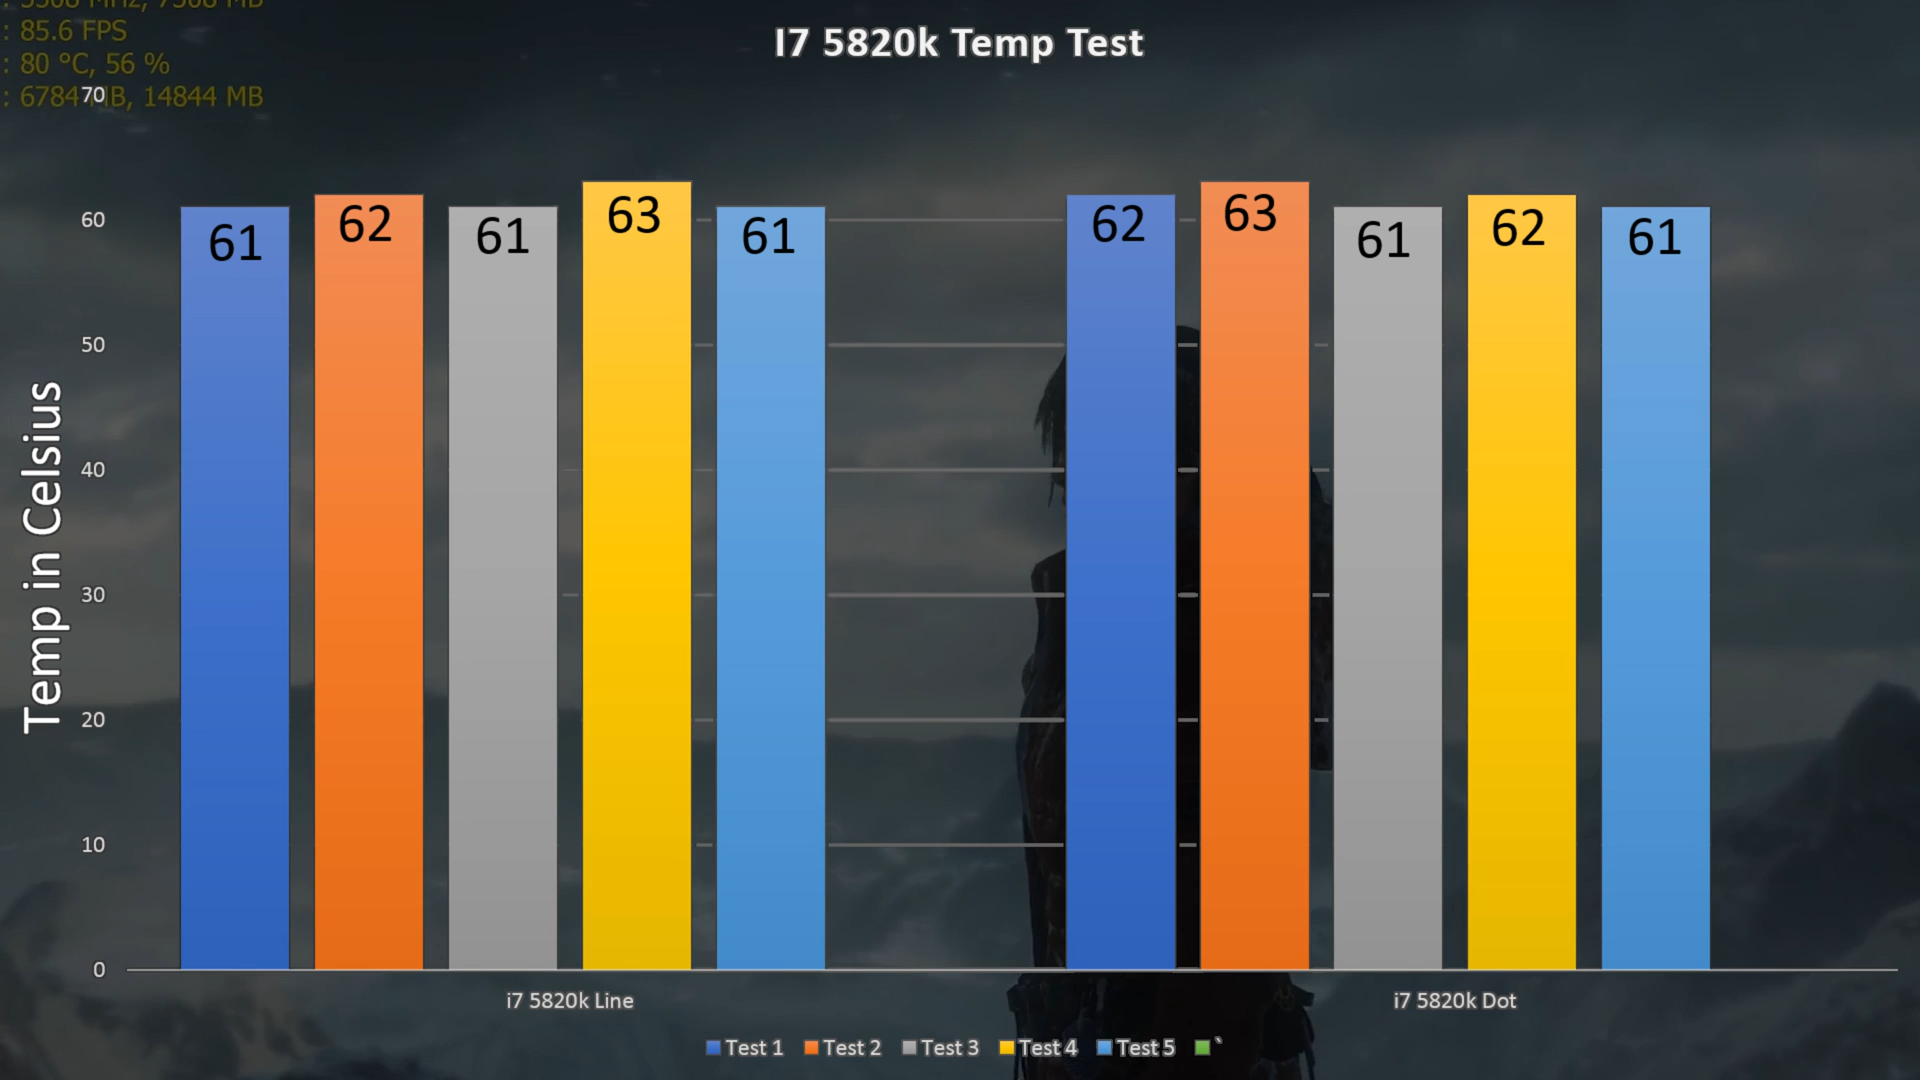 : 85.6 FPS
: 80 °C, 56 %
: 6784 MB, 14844 MB
I7 5820k Temp Test
Temp in Celsius
70
60
50
40
30
20
10
0
61 62 61 63 61
62 63 61 62 61
i7 5820k Line
i7 5820k Dot
Test 1 Test 2 Test 3 Test 4 Test 5 `